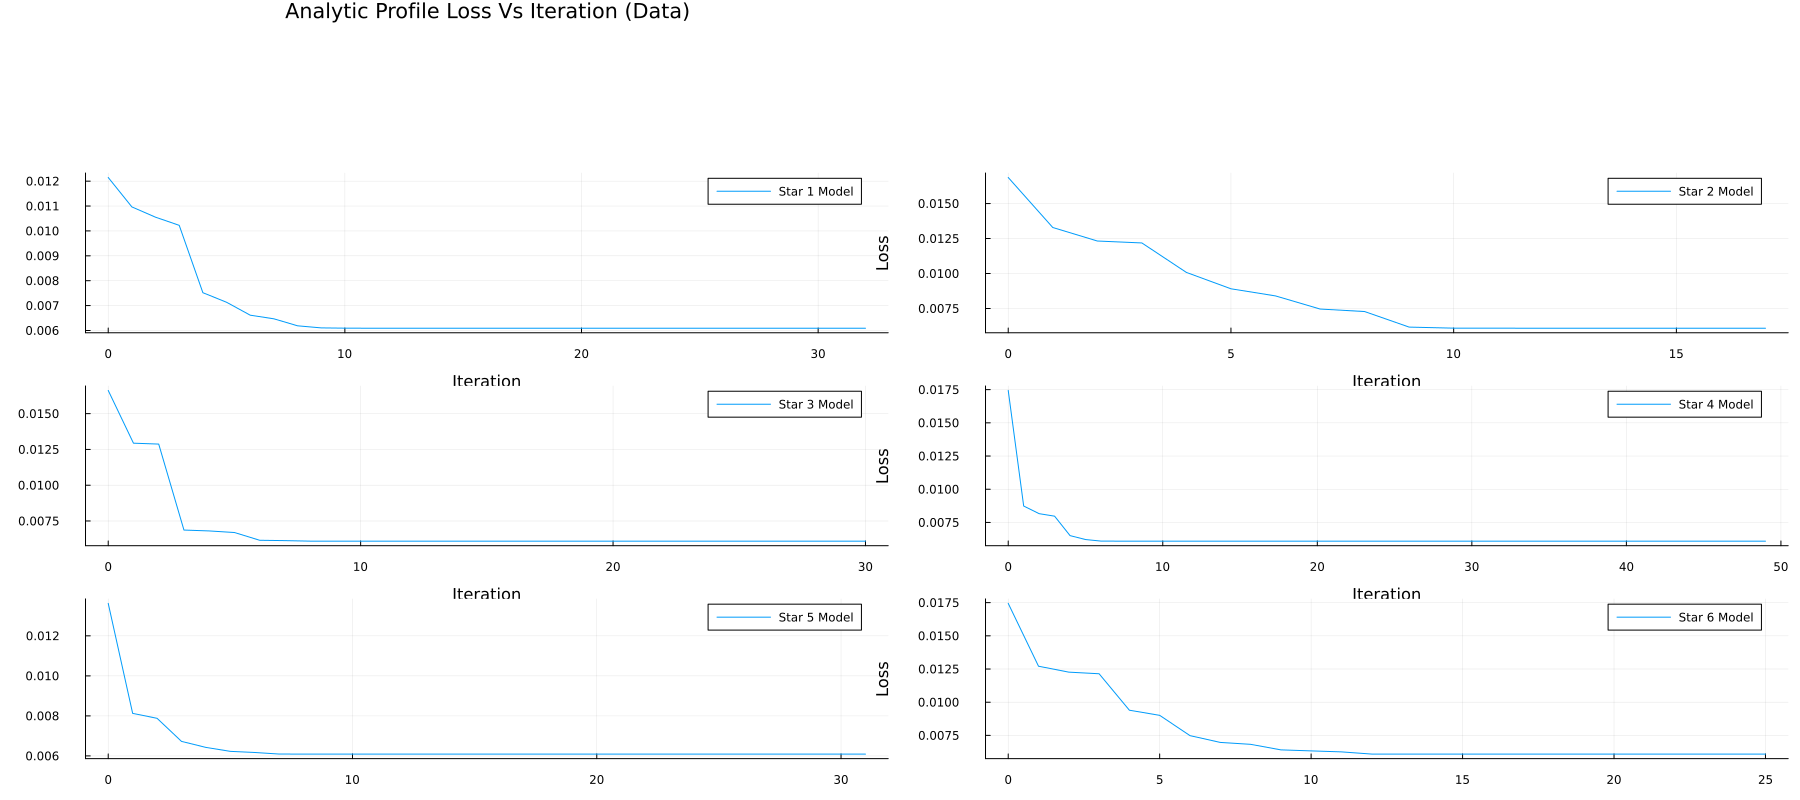 Analytic Profile Loss Vs Iteration (Data)
0.012
0.011
0.010
0.009
0.008
0.007
0.006
Star 1 Model
0 10 20 30
Iteration
Loss
0.0150
0.0125
0.0100
0.0075
Star 2 Model
0 5 10 15
Iteration
0.0150
0.0125
0.0100
0.0075
Star 3 Model
0 10 20 30
Iteration
Loss
0.0175
0.0150
0.0125
0.0100
0.0075
Star 4 Model
0 10 20 30 40 50
Iteration
0.012
0.010
0.008
0.006
Star 5 Model
0 10 20 30
Loss
0.0175
0.0150
0.0125
0.0100
0.0075
Star 6 Model
0 5 10 15 20 25